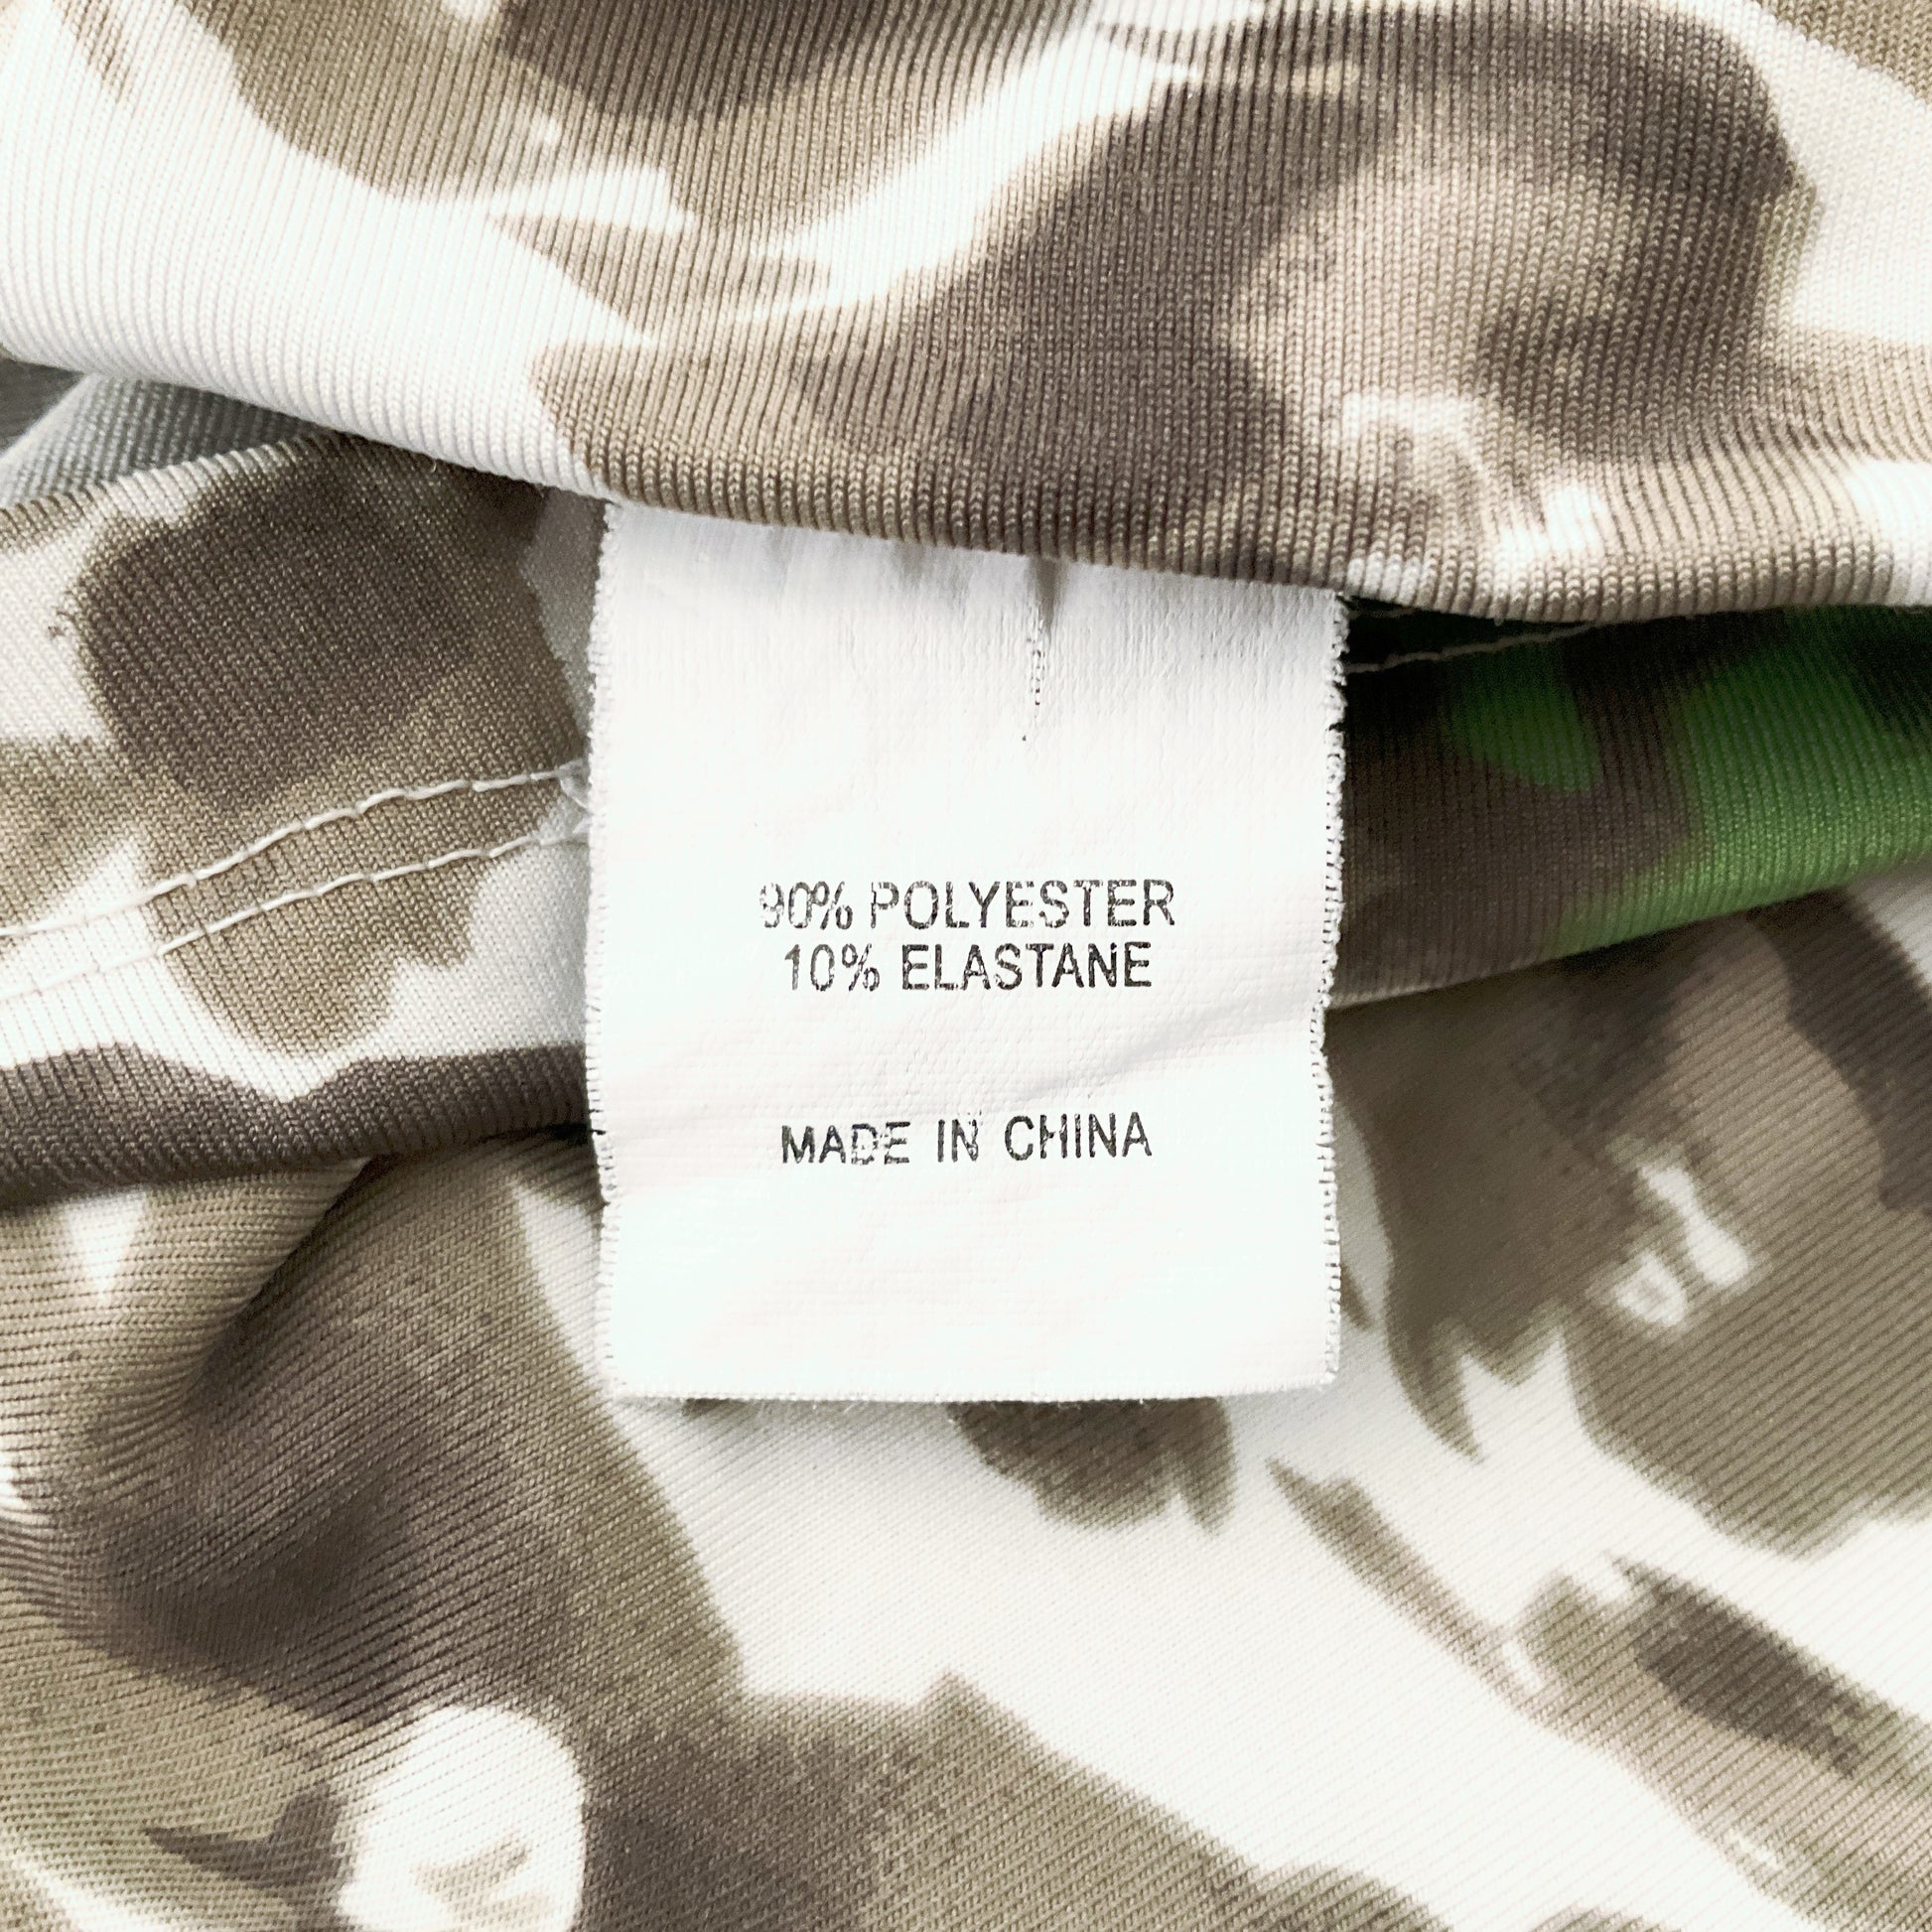 90% POLYESTER
10% ELASTANE
MADE IN CHINA